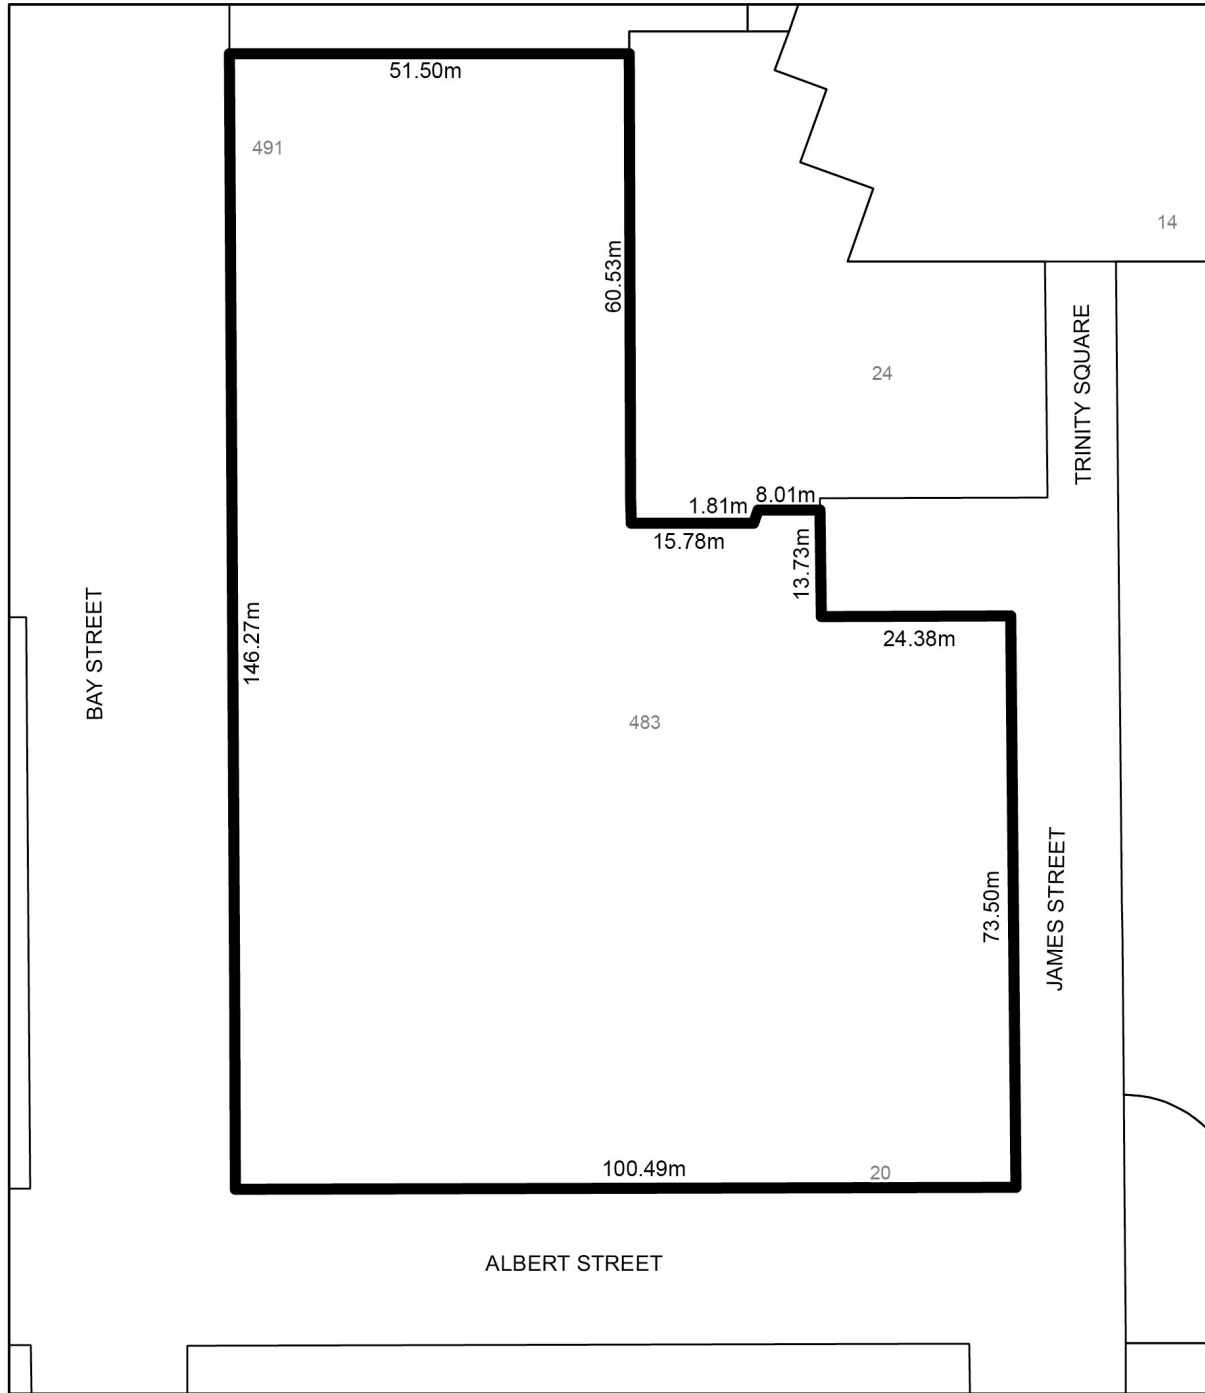 51.50m
491
14
60.53m
TRINITY SQUARE
24
8.01m
1.81m
15.78m
13.73m
BAY STREET
146.27m
24.38m
483
JAMES STREET
73.50m
100.49m
20
ALBERT STREET